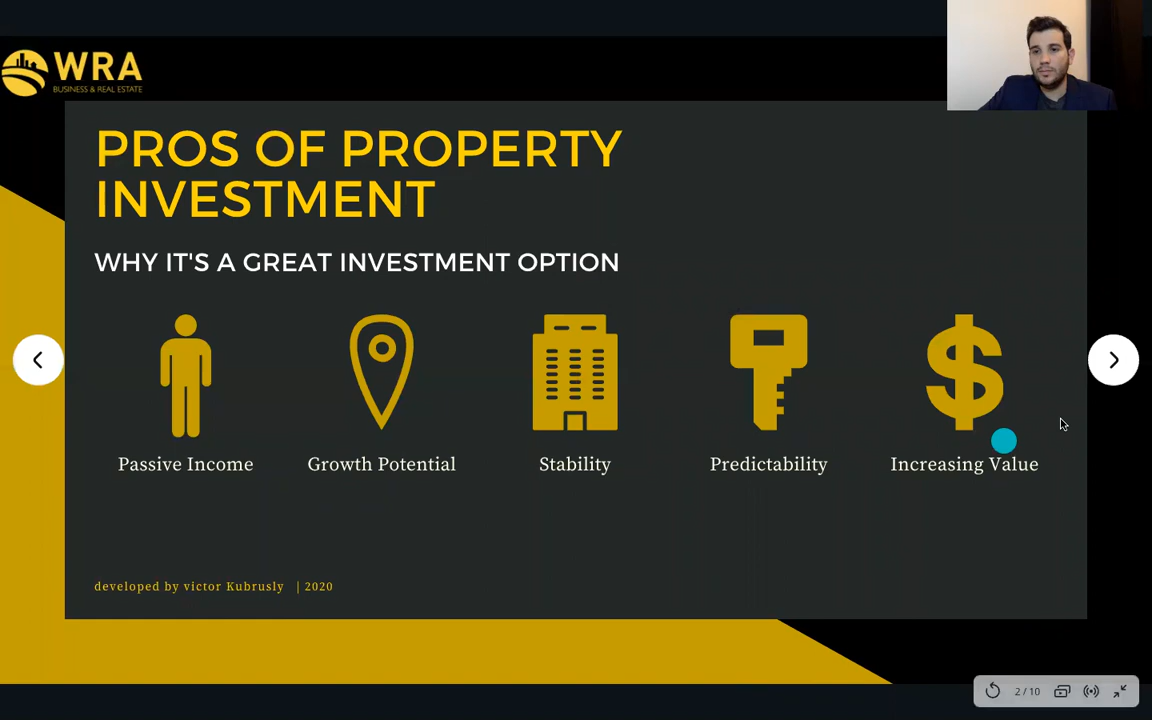 WRA
BUSINESS & REAL ESTATE
PROS OF PROPERTY
INVESTMENT
WHY IT'S A GREAT INVESTMENT OPTION
Passive Income
Growth Potential
Stability
Predictability
Increasing Value
developed by victor Kubrusly | 2020
2 / 10